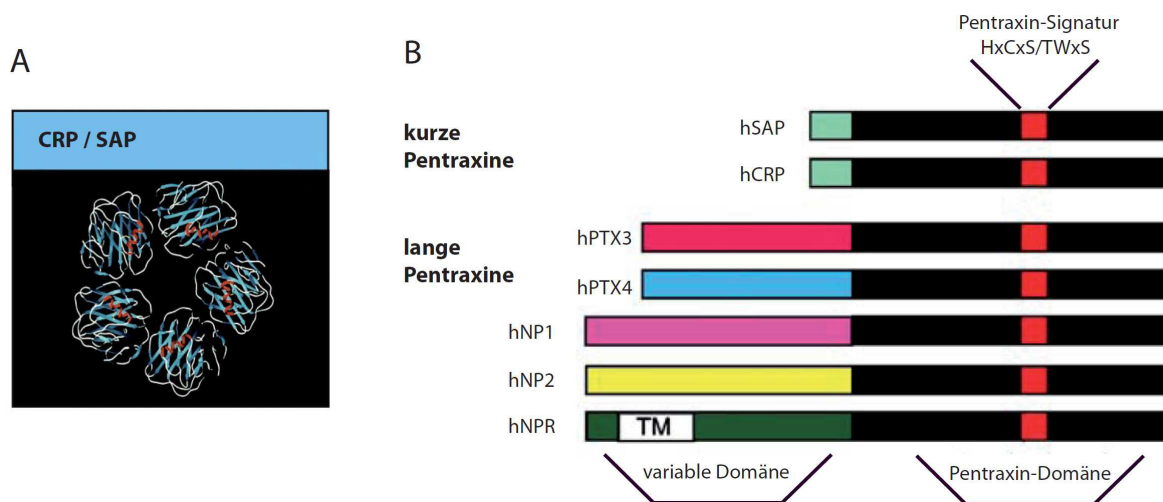 A
CRP / SAP
B
Pentraxin-Signatur
HxCxS/TWxS
kurze
Pentraxine
hSAP
hCRP
lange
Pentraxine
hPTX3
hPTX4
hNP1
hNP2
hNPR
TM
variable Domäne
Pentraxin-Domäne